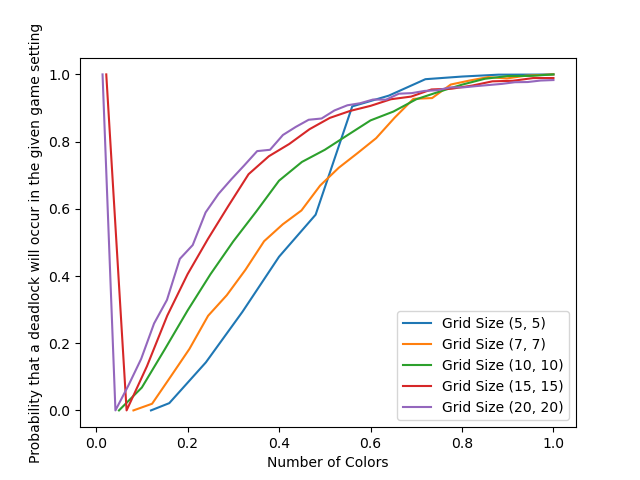 Probability that a deadlock will occur in the given game setting
1.0
0.8
0.6
0.4
0.2
0.0
0.0 0.2 0.4 0.6 0.8 1.0
Number of Colors
Grid Size (5, 5)
Grid Size (7, 7)
Grid Size (10, 10)
Grid Size (15, 15)
Grid Size (20, 20)